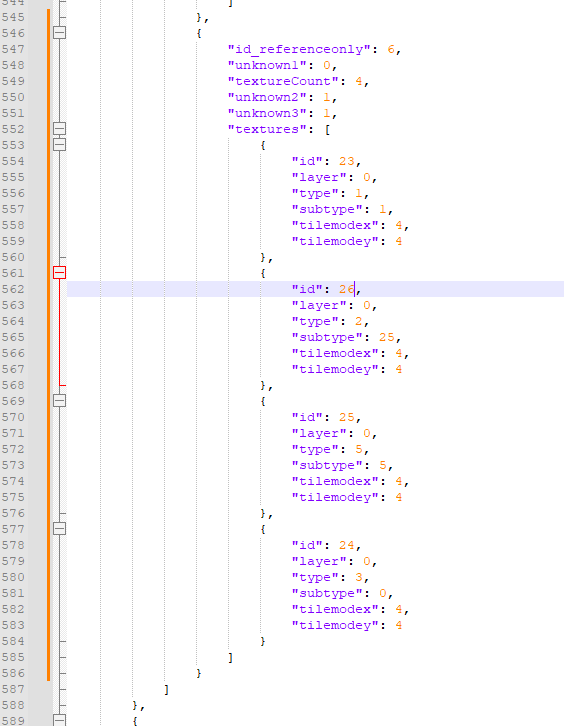 544 ]
545 },
546 {
547 "id_referenceonly": 6,
548 "unknown1": 0,
549 "textureCount": 4,
550 "unknown2": 1,
551 "unknown3": 1,
552 "textures": [
553 {
554 "id": 23,
555 "layer": 0,
556 "type": 1,
557 "subtype": 1,
558 "tilemodex": 4,
559 "tilemodey": 4
560 },
561 {
562 "id": 26,
563 "layer": 0,
564 "type": 2,
565 "subtype": 25,
566 "tilemodex": 4,
567 "tilemodey": 4
568 },
569 {
570 "id": 25,
571 "layer": 0,
572 "type": 5,
573 "subtype": 5,
574 "tilemodex": 4,
575 "tilemodey": 4
576 },
577 {
578 "id": 24,
579 "layer": 0,
580 "type": 3,
581 "subtype": 0,
582 "tilemodex": 4,
583 "tilemodey": 4
584 }
585 ]
586 }
587 ]
588 },
589 {